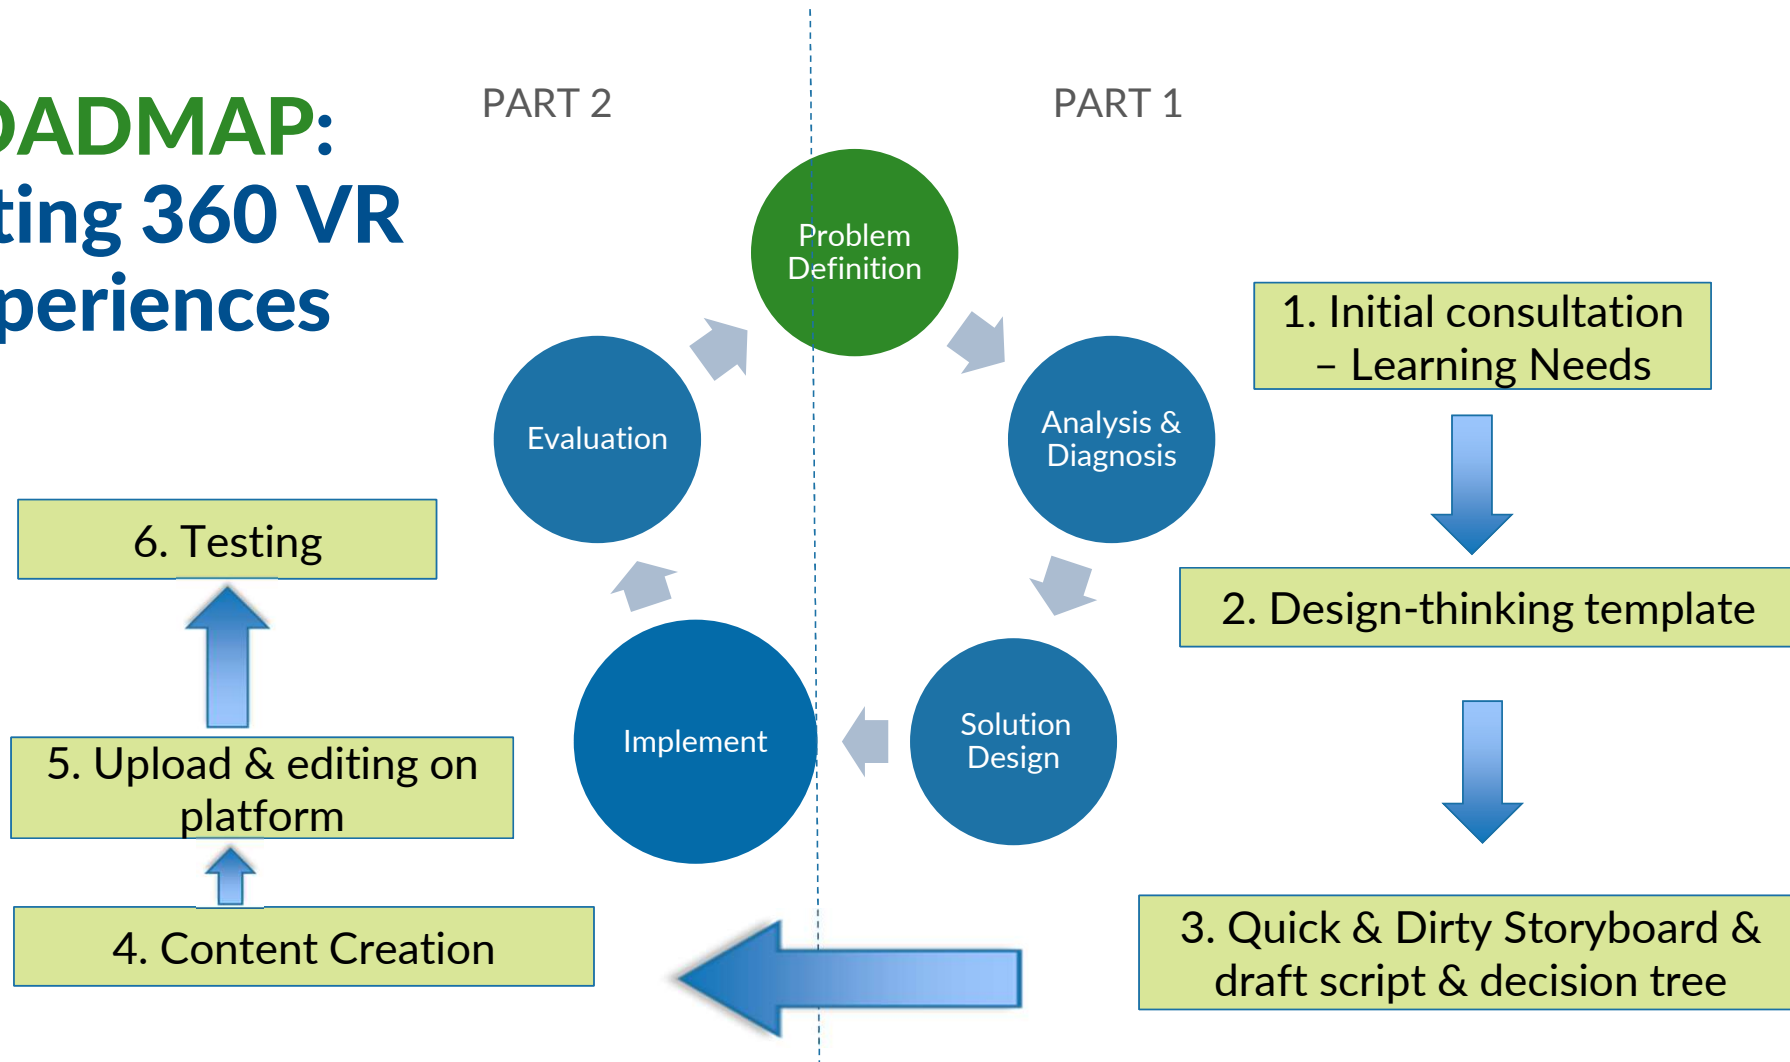 OADMAP:
ting 360 VR
periences
PART 2
PART 1
Problem
Definition
Analysis &
Diagnosis
Solution
Design
Implement
Evaluation
1. Initial consultation
– Learning Needs
2. Design-thinking template
3. Quick & Dirty Storyboard &
draft script & decision tree
4. Content Creation
5. Upload & editing on
platform
6. Testing